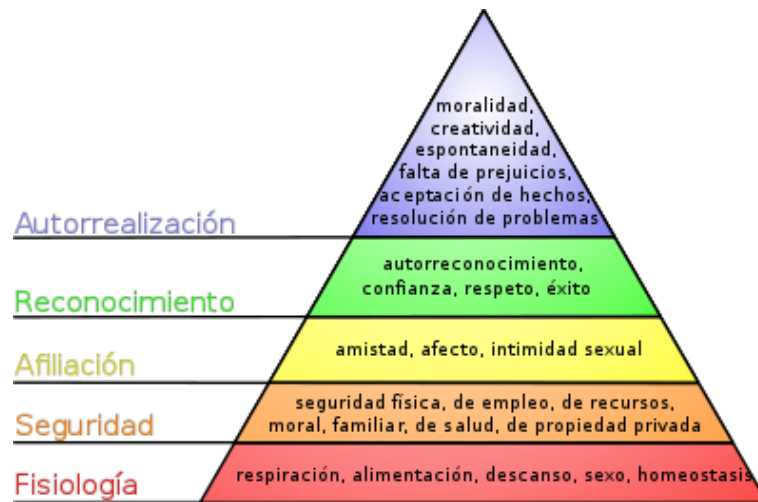 moralidad,
creatividad,
espontaneidad,
falta de prejuicios,
aceptación de hechos,
resolución de problemas
Autorrealización
autorreconocimiento,
confianza, respeto, éxito
Reconocimiento
amistad, afecto, intimidad sexual
Afiliación
seguridad física, de empleo, de recursos,
moral, familiar, de salud, de propiedad privada
Seguridad
respiración, alimentación, descanso, sexo, homeostasis
Fisiología